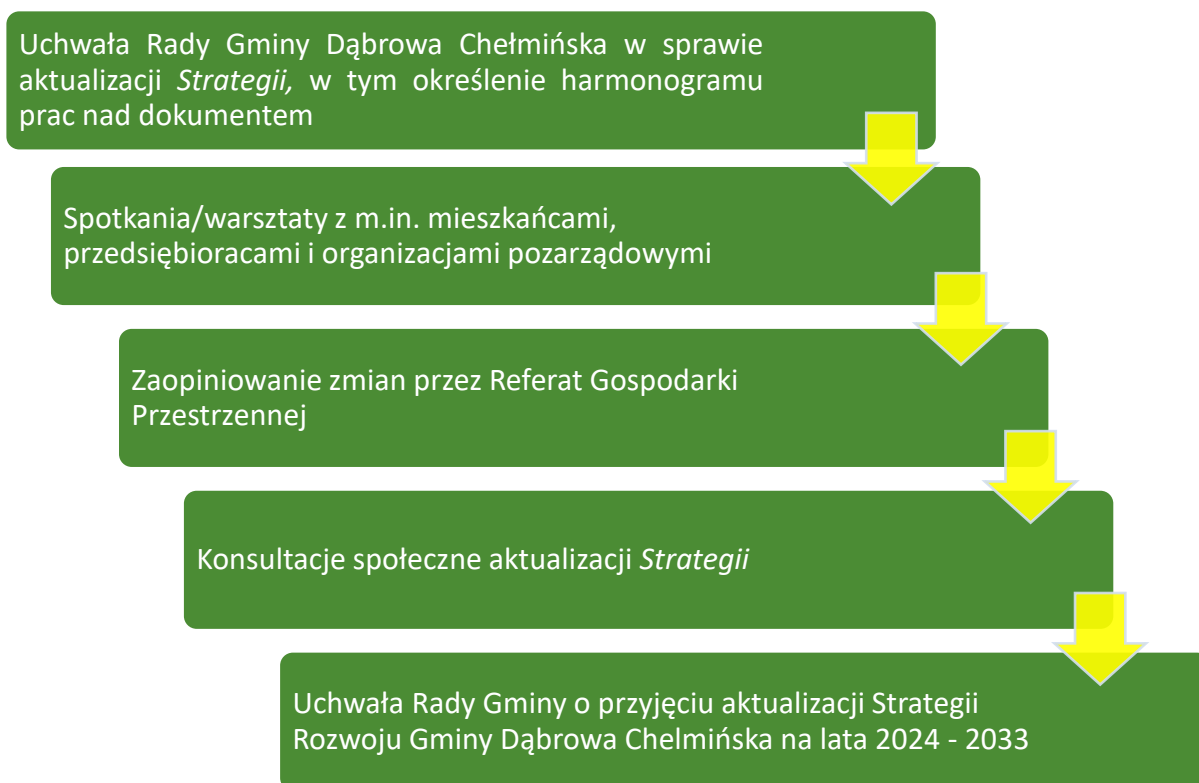 Uchwała Rady Gminy Dąbrowa Chełmińska w sprawie
aktualizacji Strategii, w tym określenie harmonogramu
prac nad dokumentem
Spotkania/warsztaty z m.in. mieszkańcami,
przedsiębioracami i organizacjami pozarządowymi
Zaopiniowanie zmian przez Referat Gospodarki
Przestrzennej
Konsultacje społeczne aktualizacji Strategii
Uchwała Rady Gminy o przyjęciu aktualizacji Strategii
Rozwoju Gminy Dąbrowa Chelmińska na lata 2024 - 2033